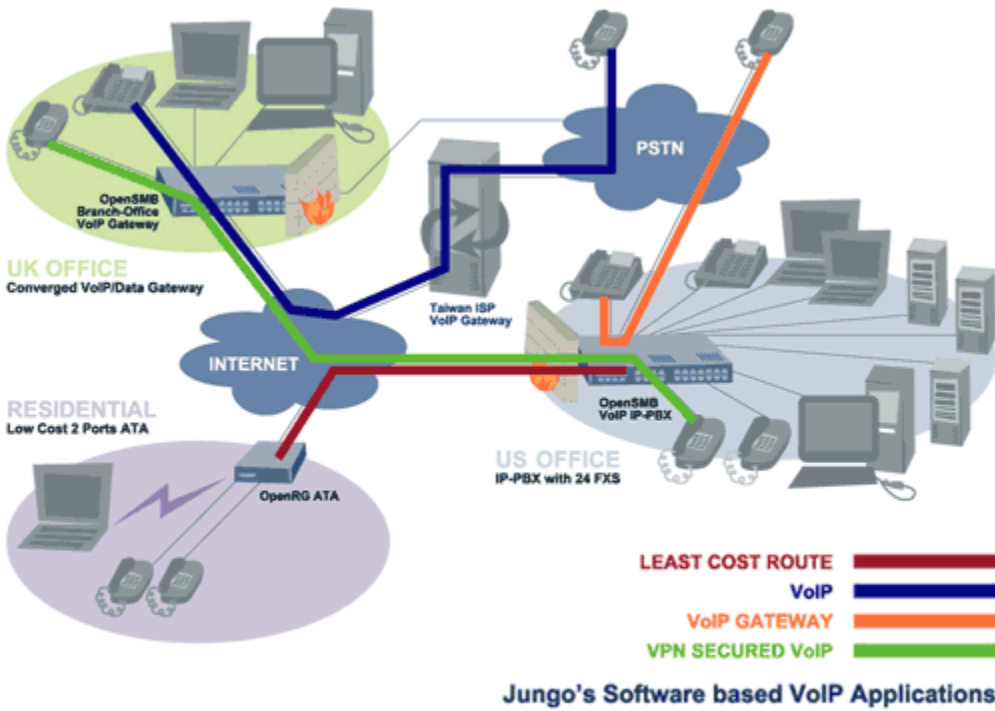 PSTN
OpenSMB
Branch-Office
VoIP Gateway
UK OFFICE
Converged VoIP/Data Gateway
Taiwan ISP
VoIP Gateway
INTERNET
RESIDENTIAL
Low Cost 2 Ports ATA
OpenSMB
VoIP IP-PBX
US OFFICE
IP-PBX with 24 FXS
OpenRG ATA
LEAST COST ROUTE
VoIP
VoIP GATEWAY
VPN SECURED VoIP
Jungo's Software based VoIP Applications